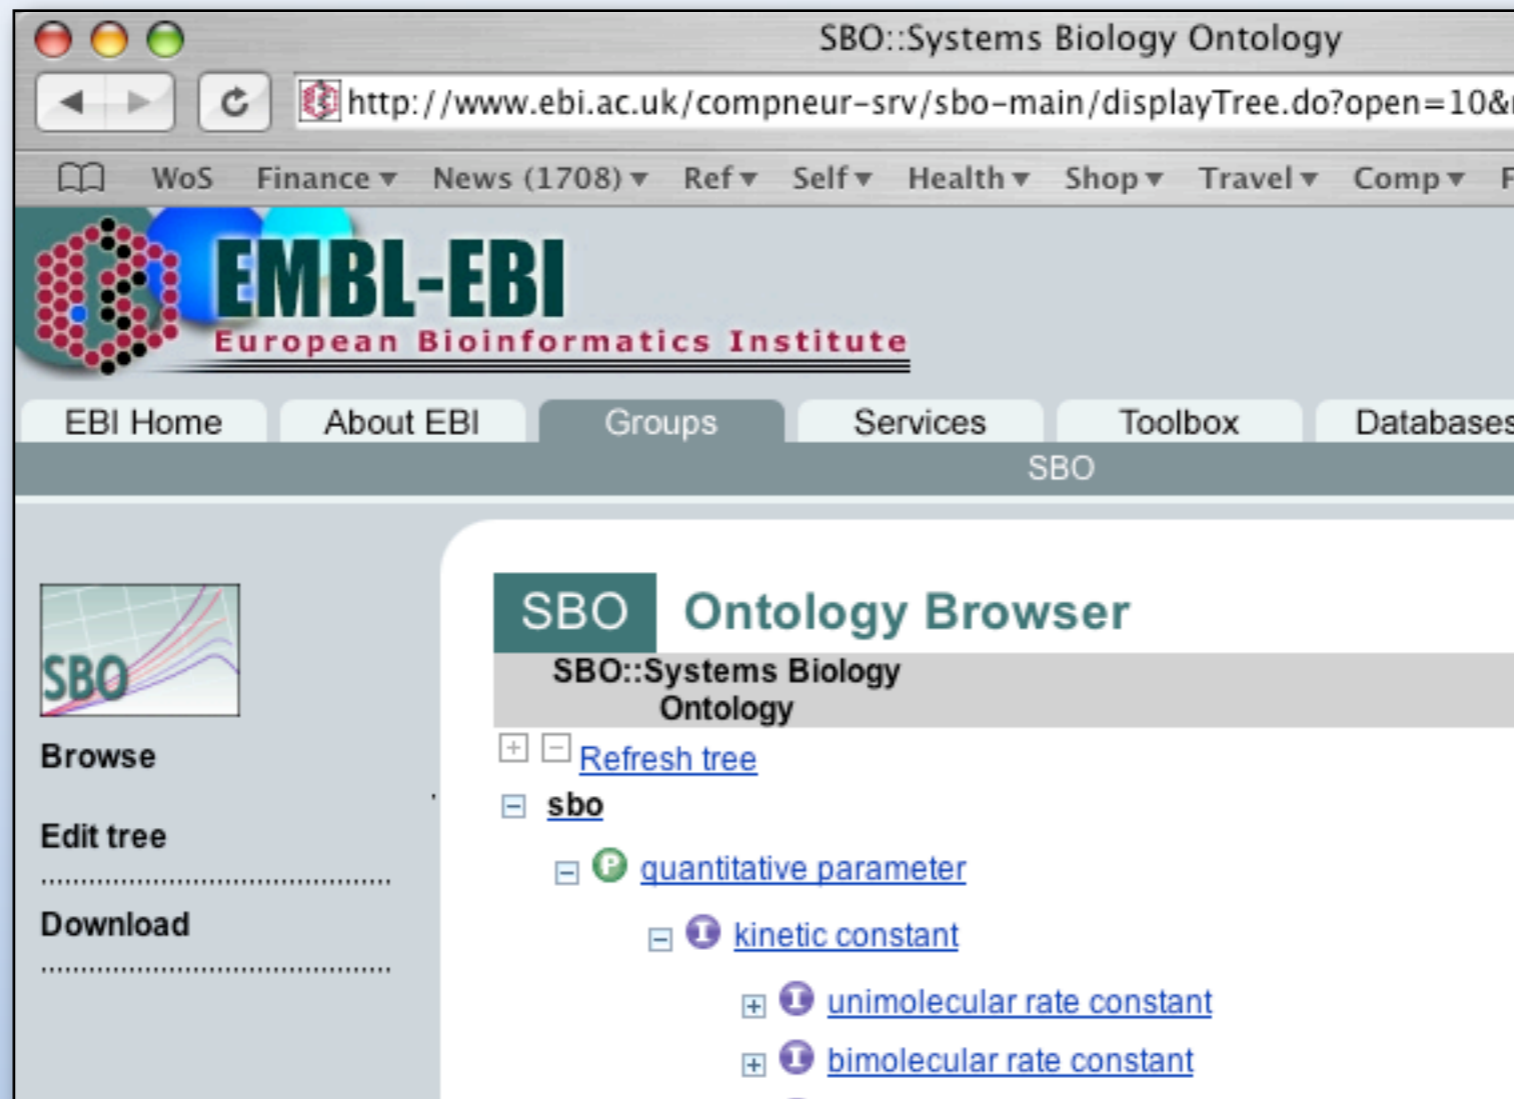 SBO::Systems Biology Ontology
http://www.ebi.ac.uk/compneur-srv/sbo-main/displayTree.do?open=10&
WoS Finance News (1708) Ref Self Health Shop Travel Comp
EMBL-EBI
European Bioinformatics Institute
EBI Home About EBI Groups Services Toolbox Databases
SBO
SBO Ontology Browser
SBO::Systems Biology
Ontology
SBO
Browse
Edit tree
Download
Refresh tree
sbo
P quantitative parameter
I kinetic constant
I unimolecular rate constant
I bimolecular rate constant